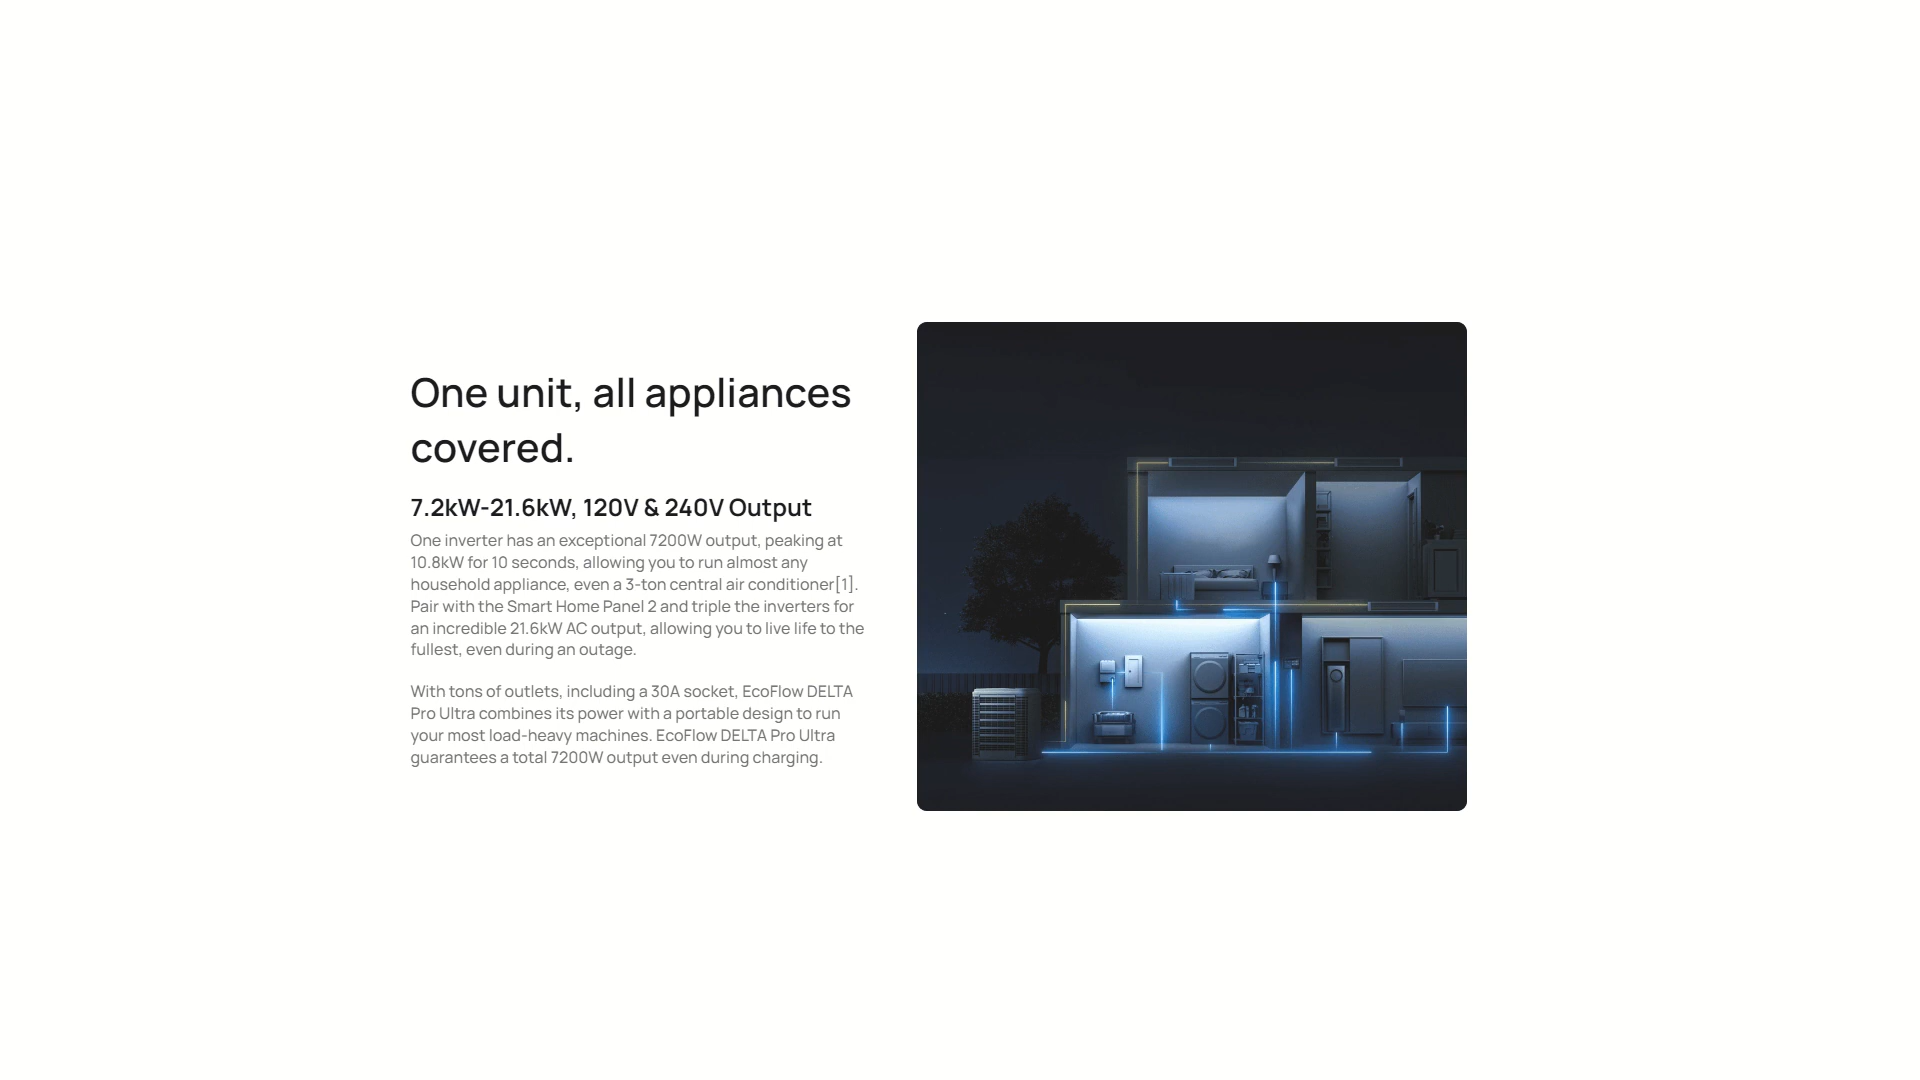 One unit, all appliances
covered.
7.2kW-21.6kW, 120V & 240V Output
One inverter has an exceptional 7200W output, peaking at
10.8kW for 10 seconds, allowing you to run almost any
household appliance, even a 3-ton central air conditioner[1].
Pair with the Smart Home Panel 2 and triple the inverters for
an incredible 21.6kW AC output, allowing you to live life to the
fullest, even during an outage.
With tons of outlets, including a 30A socket, EcoFlow DELTA
Pro Ultra combines its power with a portable design to run
your most load-heavy machines. EcoFlow DELTA Pro Ultra
guarantees a total 7200W output even during charging.